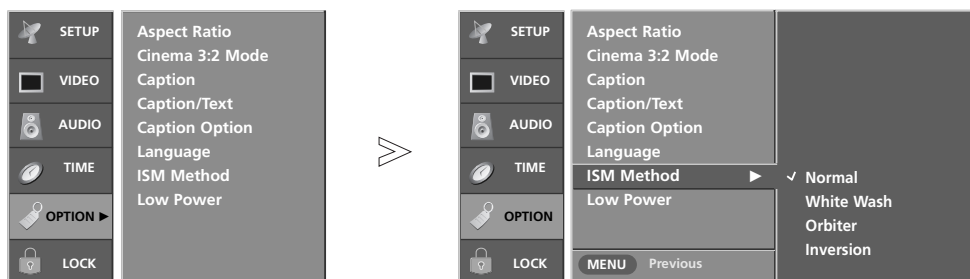 SETUP
VIDEO
AUDIO
TIME
OPTION ►
LOCK
Aspect Ratio
Cinema 3:2 Mode
Caption
Caption/Text
Caption Option
Language
ISM Method
Low Power
SETUP
VIDEO
AUDIO
TIME
OPTION
LOCK
Aspect Ratio
Cinema 3:2 Mode
Caption
Caption/Text
Caption Option
Language
ISM Method ►
Low Power
MENU Previous
✓ Normal
White Wash
Orbiter
Inversion